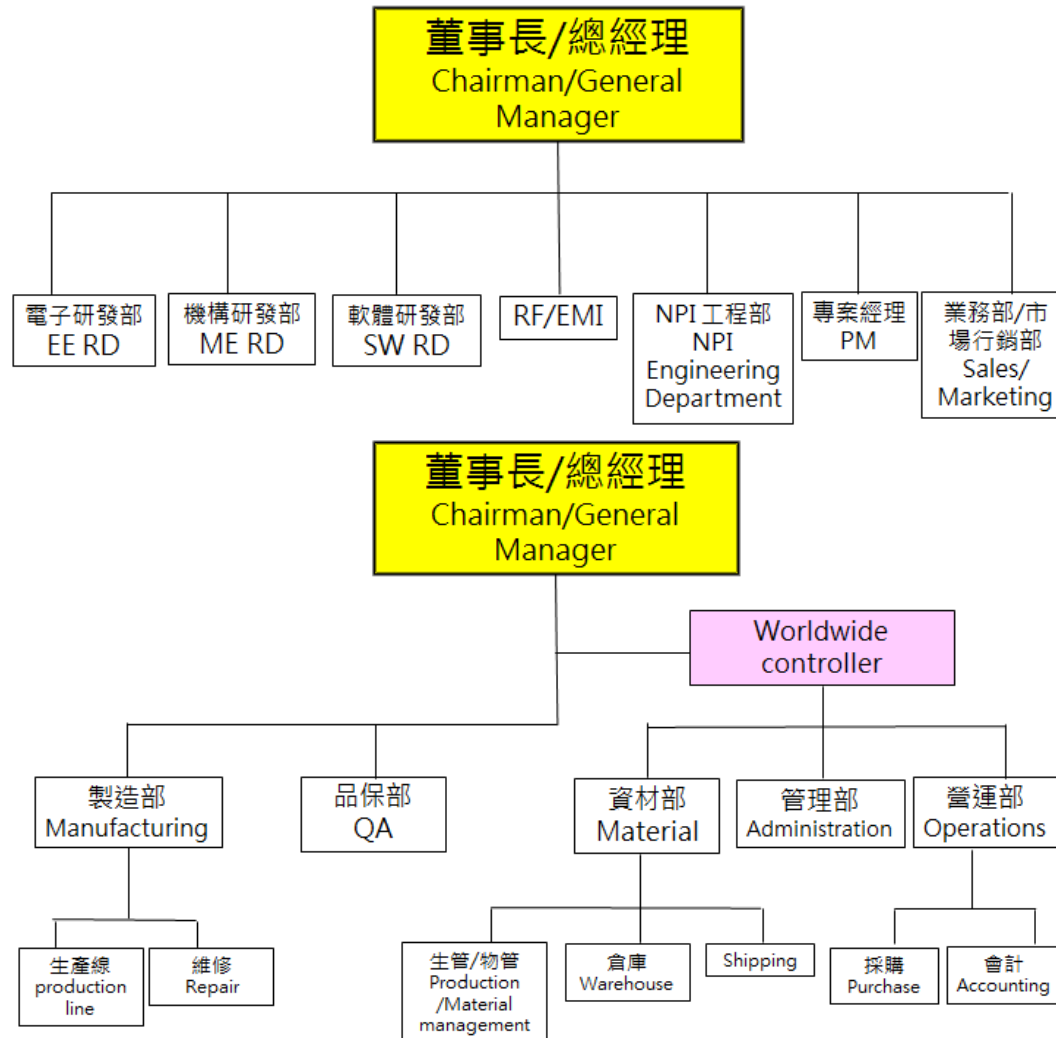 董事長/總經理
Chairman/General
Manager
電子研發部
EE RD
機構研發部
ME RD
軟體研發部
SW RD
RF/EMI
NPI 工程部
NPI
Engineering
Department
專案經理
PM
業務部/市
場行銷部
Sales/
Marketing
董事長/總經理
Chairman/General
Manager
Worldwide
controller
製造部
Manufacturing
品保部
QA
資材部
Material
管理部
Administration
營運部
Operations
生產線
production
line
維修
Repair
生管/物管
Production
/Material
management
倉庫
Warehouse
Shipping
採購
Purchase
會計
Accounting